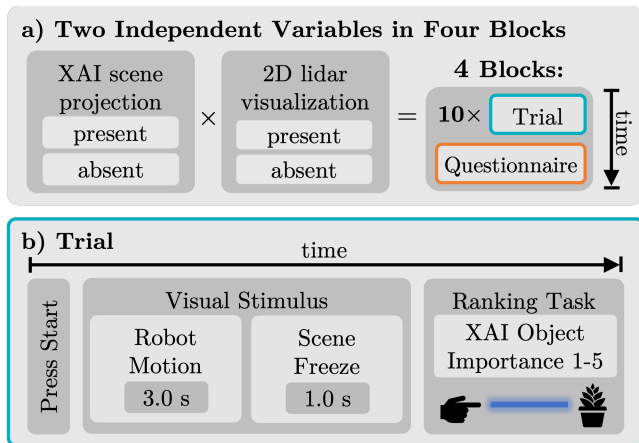 a) Two Independent Variables in Four Blocks
XAI scene
projection
present
absent
×
2D lidar
visualization
present
absent
=
4 Blocks:
10× Trial
Questionnaire
time
b) Trial
time
Press Start
Visual Stimulus
Robot
Motion
3.0 s
Scene
Freeze
1.0 s
Ranking Task
XAI Object
Importance 1-5